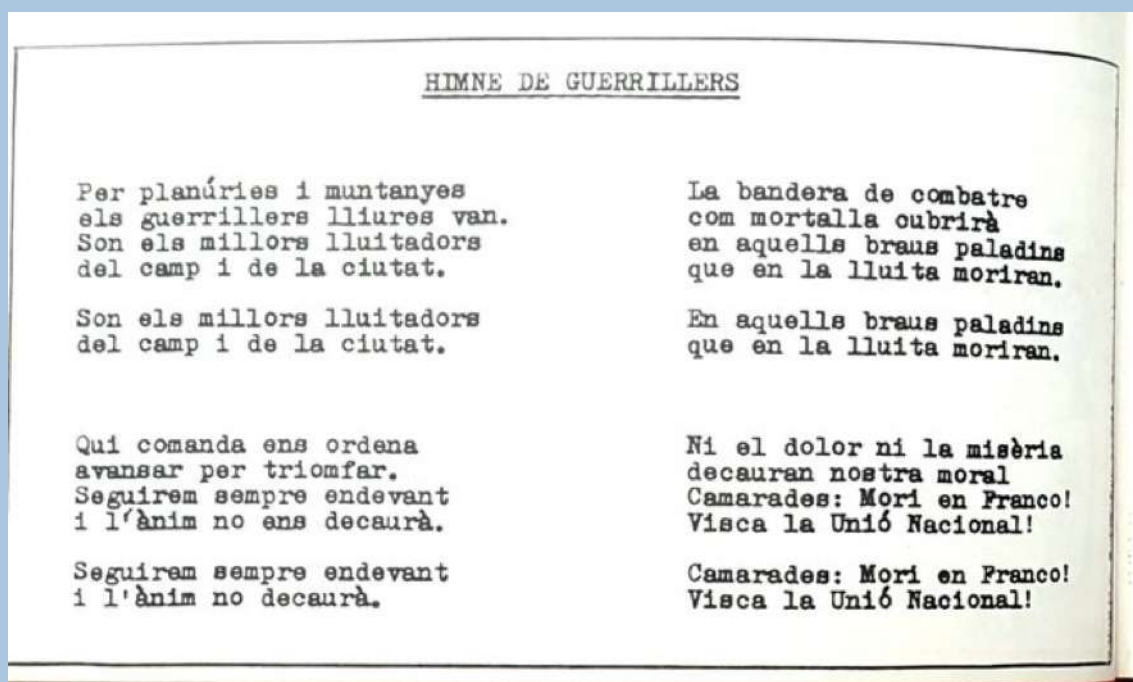 HIMNE DE GUERRILLERS
Per planúries i muntanyes
els guerrillers lliures van.
Son els millors lluitadors
del camp i de la ciutat.
Son els millors lluitadors
del camp i de la ciutat.
Qui comanda ens ordena
avansar per triomfar.
Seguirem sempre endevant
i l'ànim no ens decaurà.
Seguirem sempre endevant
i l'ànim no decaurà.
La bandera de combatre
com mortalla cubrirà
en aquells braus paladins
que en la lluita moriran.
En aquells braus paladins
que en la lluita moriran.
Ni el dolor ni la misèria
decauran nostra moral
Camarades: Mori en Franco!
Visca la Unió Nacional!
Camarades: Mori en Franco!
Visca la Unió Nacional!